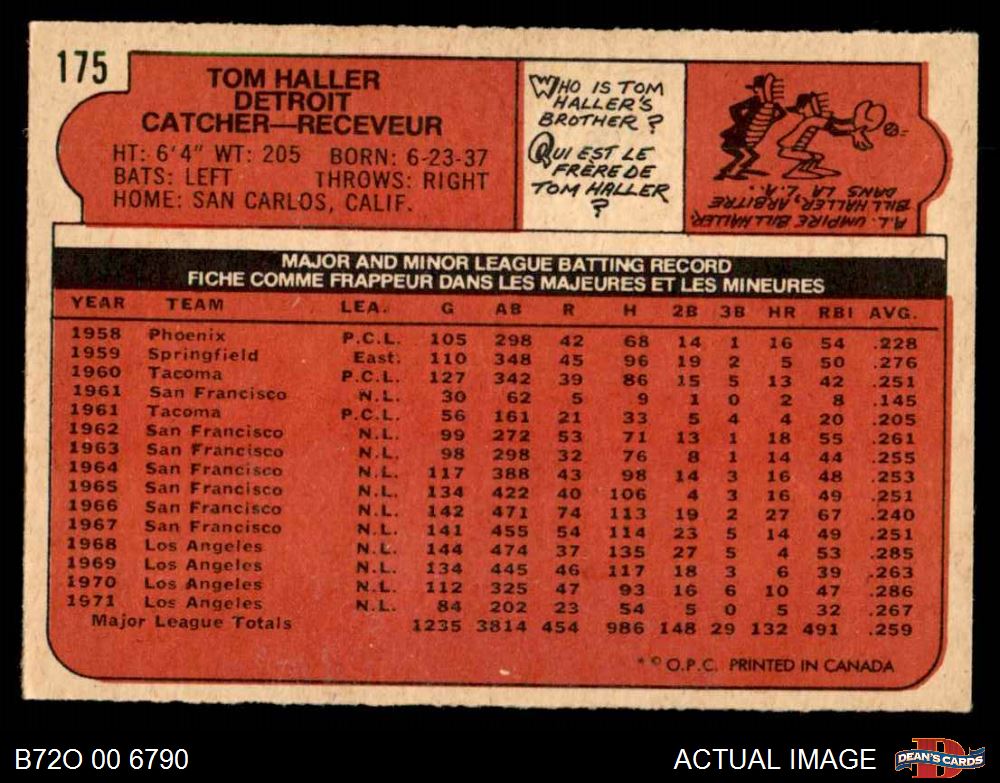 175
TOM HALLER
DETROIT
CATCHER—RECEVEUR
HT: 6'4" WT: 205 BORN: 6-23-37
BATS: LEFT THROWS: RIGHT
HOME: SAN CARLOS, CALIF.
WHO IS TOM
HALLER'S
BROTHER?
QUI EST LE
FRÈRE DE
TOM HALLER
?
A.L. UMPIRE BILL HALLER.
BILL HALLER, ARBITRE
DANS LA L.A..
MAJOR AND MINOR LEAGUE BATTING RECORD
FICHE COMME FRAPPEUR DANS LES MAJEURES ET LES MINEURES
YEAR TEAM LEA. G AB R H 2B 3B HR RBI AVG.
1958 Phoenix P.C.L. 105 298 42 68 14 1 16 54 .228
1959 Springfield East. 110 348 45 96 19 2 5 50 .276
1960 Tacoma P.C.L. 127 342 39 86 15 5 13 42 .251
1961 San Francisco N.L. 30 62 5 9 1 0 2 8 .145
1961 Tacoma P.C.L. 56 161 21 33 5 4 4 20 .205
1962 San Francisco N.L. 99 272 53 71 13 1 18 55 .261
1963 San Francisco N.L. 98 298 32 76 8 1 14 44 .255
1964 San Francisco N.L. 117 388 43 98 14 3 16 48 .253
1965 San Francisco N.L. 134 422 40 106 4 3 16 49 .251
1966 San Francisco N.L. 142 471 74 113 19 2 27 67 .240
1967 San Francisco N.L. 141 455 54 114 23 5 14 49 .251
1968 Los Angeles N.L. 144 474 37 135 27 5 4 53 .285
1969 Los Angeles N.L. 134 445 46 117 18 3 6 39 .263
1970 Los Angeles N.L. 112 325 47 93 16 6 10 47 .286
1971 Los Angeles N.L. 84 202 23 54 5 0 5 32 .267
Major League Totals 1235 3814 454 986 148 29 132 491 .259
* © O.P.C. PRINTED IN CANADA
B72O 00 6790
ACTUAL IMAGE
D
DEAN'S CARDS